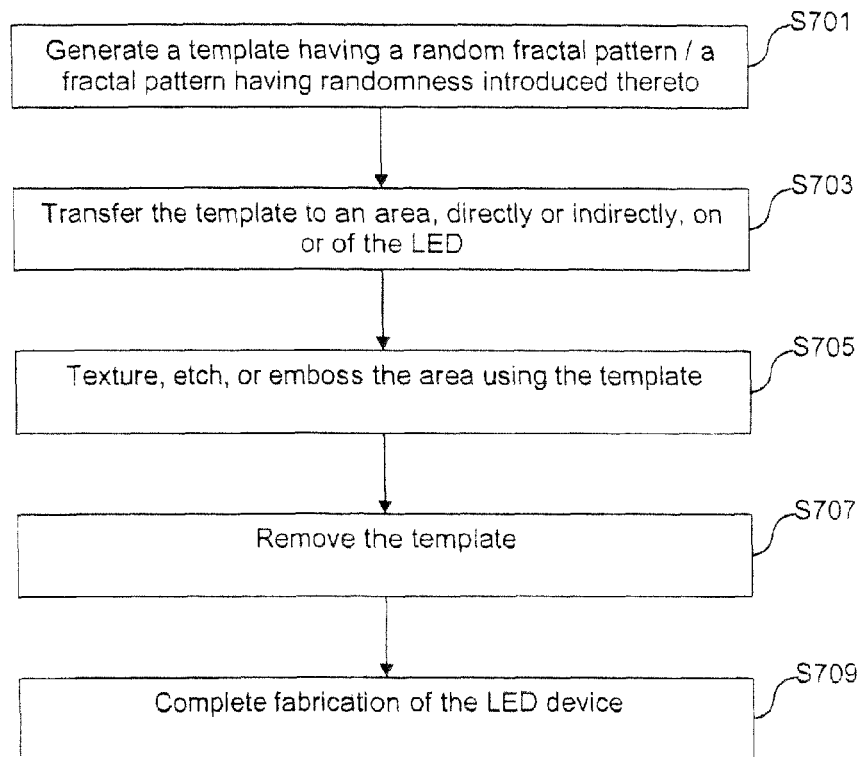 S701
Generate a template having a random fractal pattern / a
fractal pattern having randomness introduced thereto
S703
Transfer the template to an area, directly or indirectly, on
or of the LED
S705
Texture, etch, or emboss the area using the template
S707
Remove the template
S709
Complete fabrication of the LED device